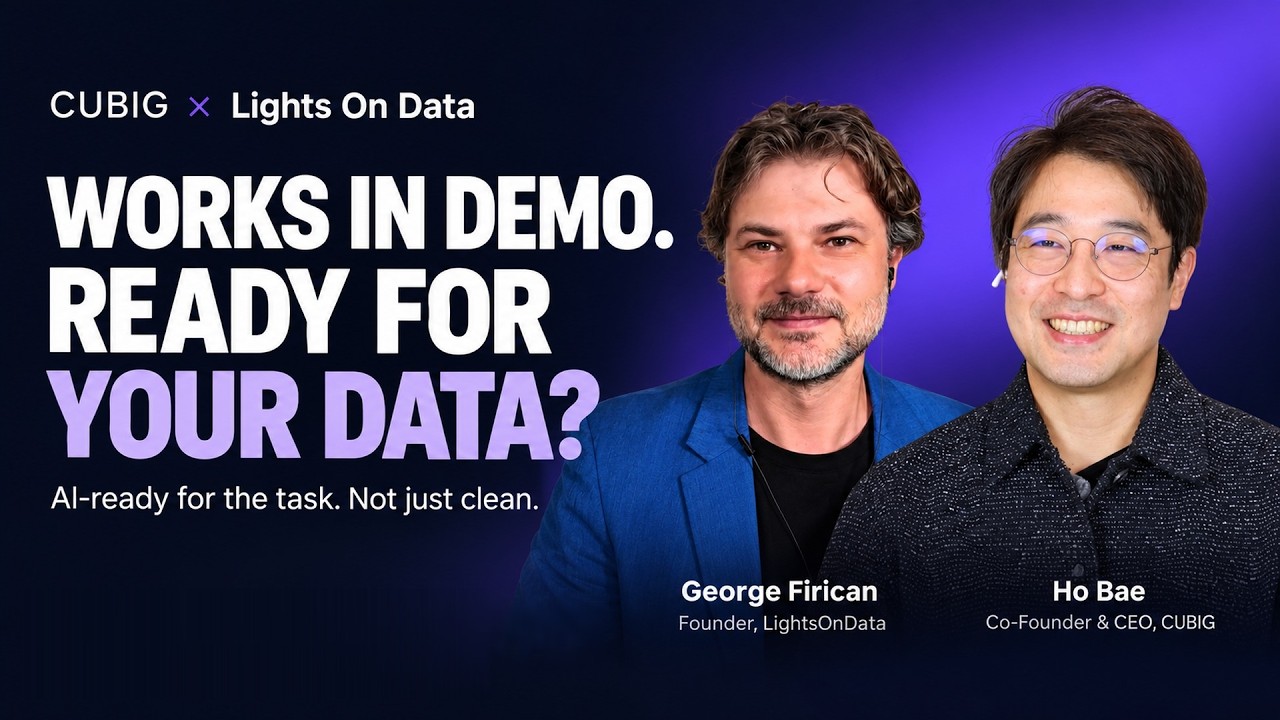 CUBIG × Lights On Data
WORKS IN DEMO.
READY FOR
YOUR DATA?
AI-ready for the task. Not just clean.
George Firican
Founder, LightsOnData
Ho Bae
Co-Founder & CEO, CUBIG